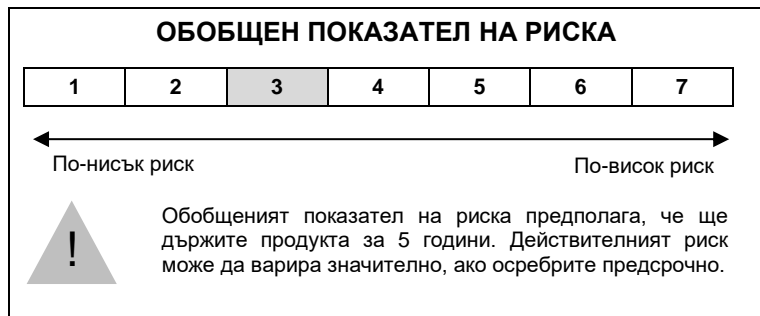 ОБОБЩЕН ПОКАЗАТЕЛ НА РИСКА
1 2 3 4 5 6 7
По-нисък риск По-висок риск
! Обобщеният показател на риска предполага, че ще
държите продукта за 5 години. Действителният риск
може да варира значително, ако осребрите предсрочно.